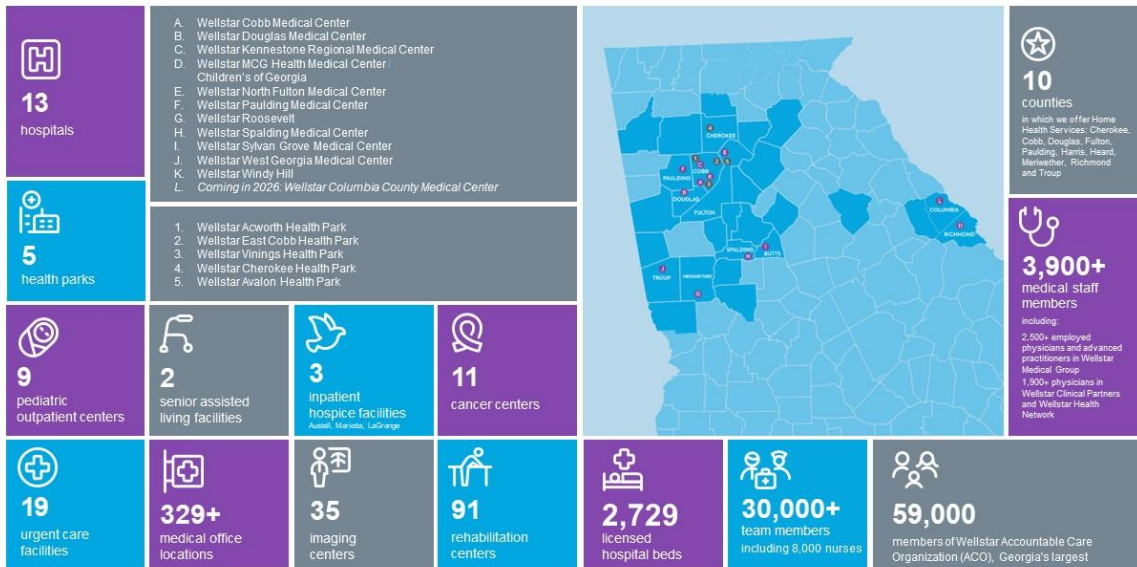 13
hospitals
A. Wellstar Cobb Medical Center
B. Wellstar Douglas Medical Center
C. Wellstar Kennestone Regional Medical Center
D. Wellstar MCG Health Medical Center /
Children's of Georgia
E. Wellstar North Fulton Medical Center
F. Wellstar Paulding Medical Center
G. Wellstar Roosevelt
H. Wellstar Spalding Medical Center
I. Wellstar Sylvan Grove Medical Center
J. Wellstar West Georgia Medical Center
K. Wellstar Windy Hill
L. Coming in 2026: Wellstar Columbia County Medical Center
5
health parks
1. Wellstar Acworth Health Park
2. Wellstar East Cobb Health Park
3. Wellstar Vinings Health Park
4. Wellstar Cherokee Health Park
5. Wellstar Avalon Health Park
9
pediatric
outpatient centers
2
senior assisted
living facilities
3
inpatient
hospice facilities
Austell, Marietta, LaGrange
11
cancer centers
19
urgent care
facilities
329+
medical office
locations
35
imaging
centers
91
rehabilitation
centers
4
CHEROKEE
1
C
2
E
5
F
PAULDING
COBB
A
K
3
B
DOUGLAS
FULTON
L
COLUMBIA
D
RICHMOND
SPALDING
I
BUTTS
H
J
TROUP
MERIWETHER
G
10
counties
in which we offer Home
Health Services: Cherokee,
Cobb, Douglas, Fulton,
Paulding, Harris, Heard,
Meriwether, Richmond
and Troup
3,900+
medical staff
members
including:
2,500+ employed
physicians and advanced
practitioners in Wellstar
Medical Group
1,900+ physicians in
Wellstar Clinical Partners
and Wellstar Health
Network
2,729
licensed
hospital beds
30,000+
team members
including 8,000 nurses
59,000
members of Wellstar Accountable Care
Organization (ACO), Georgia's largest